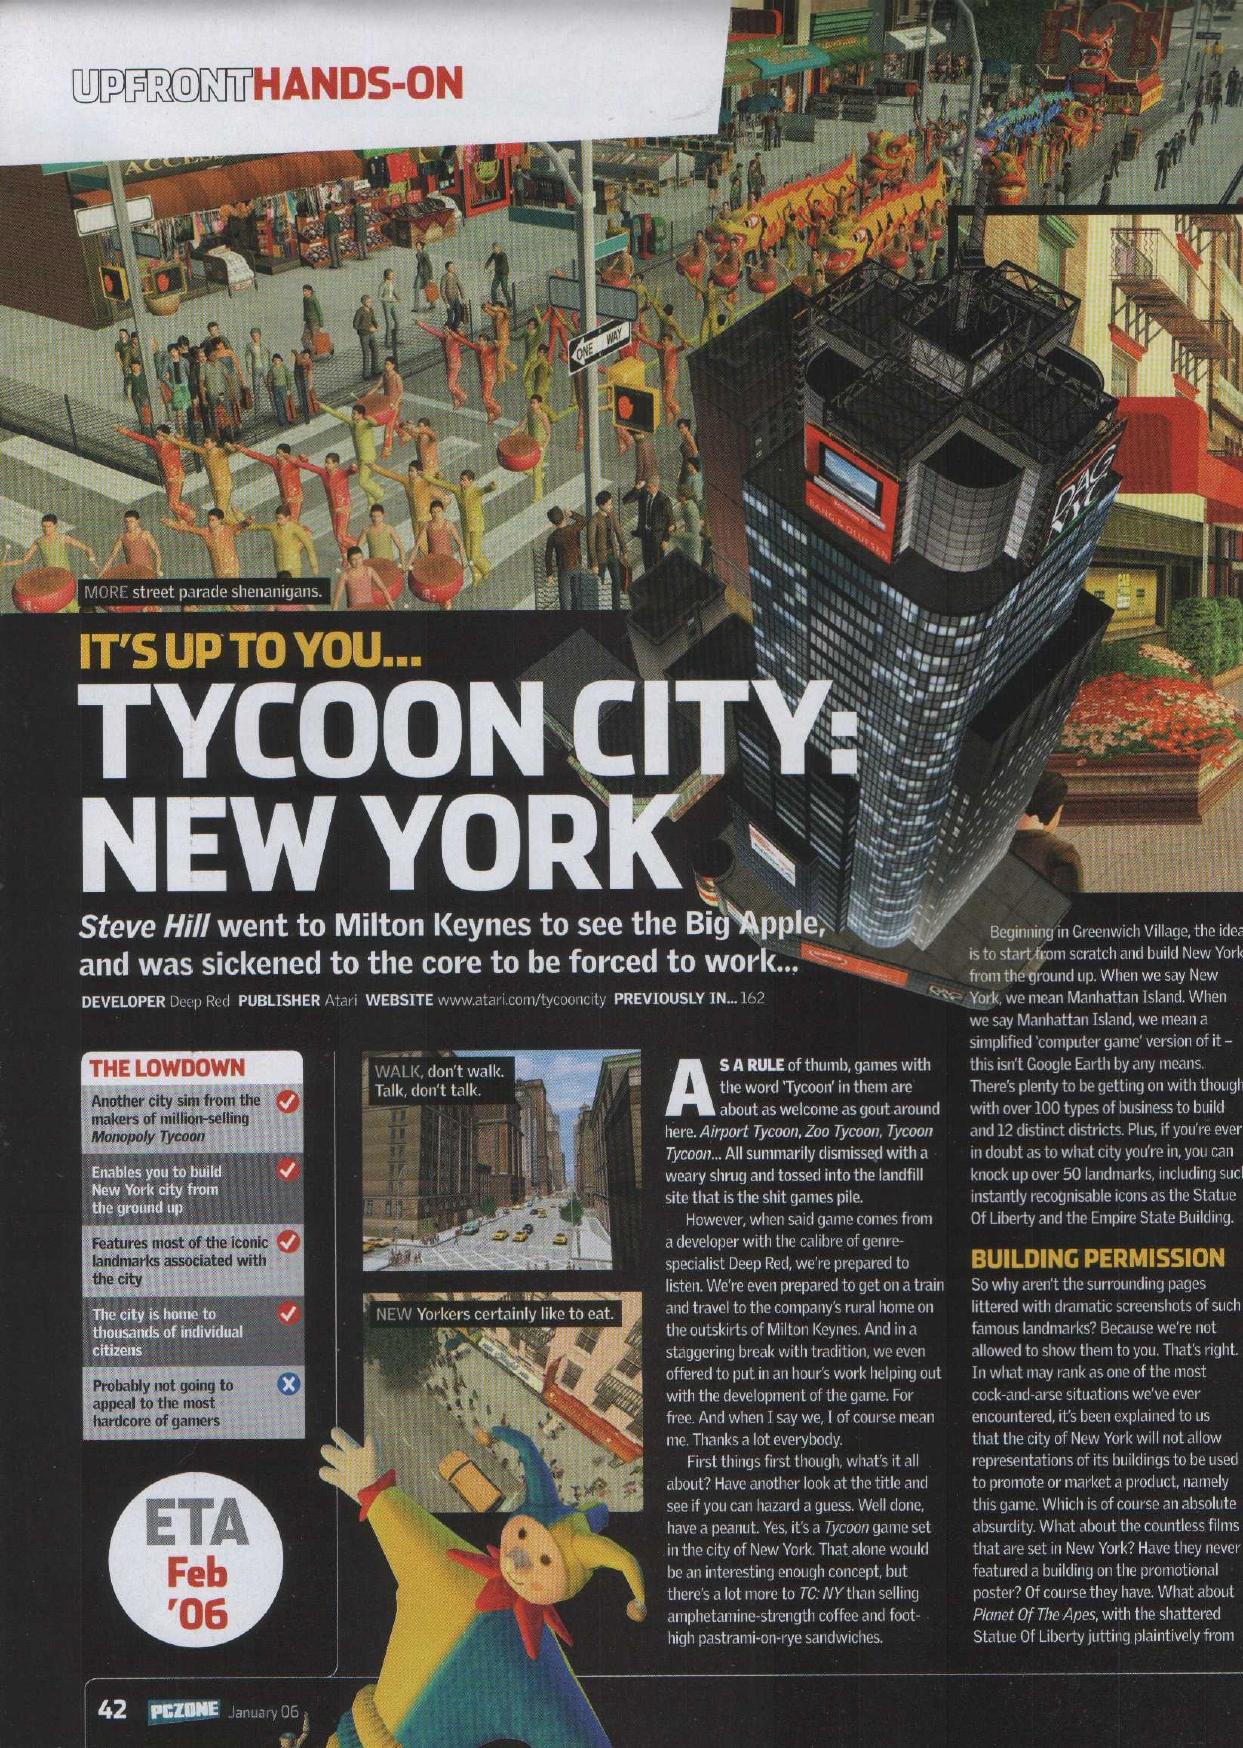 UPFRONTHANDS-ON
ONE WAY
BANG & OLUFSEN
MORE street parade shenanigans.
IT'S UP TO YOU...
TYCOON CITY:
NEW YORK
Steve Hill went to Milton Keynes to see the Big Apple,
and was sickened to the core to be forced to work...
DEVELOPER Deep Red PUBLISHER Atari WEBSITE www.atari.com/tycooncity PREVIOUSLY IN... 162
THE LOWDOWN
Another city sim from the
makers of million-selling
Monopoly Tycoon
Enables you to build
New York city from
the ground up
Features most of the iconic
landmarks associated with
the city
The city is home to
thousands of individual
citizens
Probably not going to
appeal to the most
hardcore of gamers
ETA
Feb
'06
WALK, don't walk.
Talk, don't talk.
NEW Yorkers certainly like to eat.
AS A RULE of thumb, games with
the word 'Tycoon' in them are
about as welcome as gout around
here. Airport Tycoon, Zoo Tycoon, Tycoon
Tycoon... All summarily dismissed with a
weary shrug and tossed into the landfill
site that is the shit games pile.
However, when said game comes from
a developer with the calibre of genre-
specialist Deep Red, we're prepared to
listen. We're even prepared to get on a train
and travel to the company's rural home on
the outskirts of Milton Keynes. And in a
staggering break with tradition, we even
offered to put in an hour's work helping out
with the development of the game. For
free. And when I say we, I of course mean
me. Thanks a lot everybody.
First things first though, what's it all
about? Have another look at the title and
see if you can hazard a guess. Well done,
have a peanut. Yes, it's a Tycoon game set
in the city of New York. That alone would
be an interesting enough concept, but
there's a lot more to TC: NY than selling
amphetamine-strength coffee and foot-
high pastrami-on-rye sandwiches.
Beginning in Greenwich Village, the idea
is to start from scratch and build New York
from the ground up. When we say New
York, we mean Manhattan Island. When
we say Manhattan Island, we mean a
simplified 'computer game' version of it –
this isn't Google Earth by any means.
There's plenty to be getting on with though
with over 100 types of business to build
and 12 distinct districts. Plus, if you're ever
in doubt as to what city you're in, you can
knock up over 50 landmarks, including such
instantly recognisable icons as the Statue
Of Liberty and the Empire State Building.
BUILDING PERMISSION
So why aren't the surrounding pages
littered with dramatic screenshots of such
famous landmarks? Because we're not
allowed to show them to you. That's right.
In what may rank as one of the most
cock-and-arse situations we've ever
encountered, it's been explained to us
that the city of New York will not allow
representations of its buildings to be used
to promote or market a product, namely
this game. Which is of course an absolute
absurdity. What about the countless films
that are set in New York? Have they never
featured a building on the promotional
poster? Of course they have. What about
Planet Of The Apes, with the shattered
Statue Of Liberty jutting plaintively from
42 PCZONE January 06